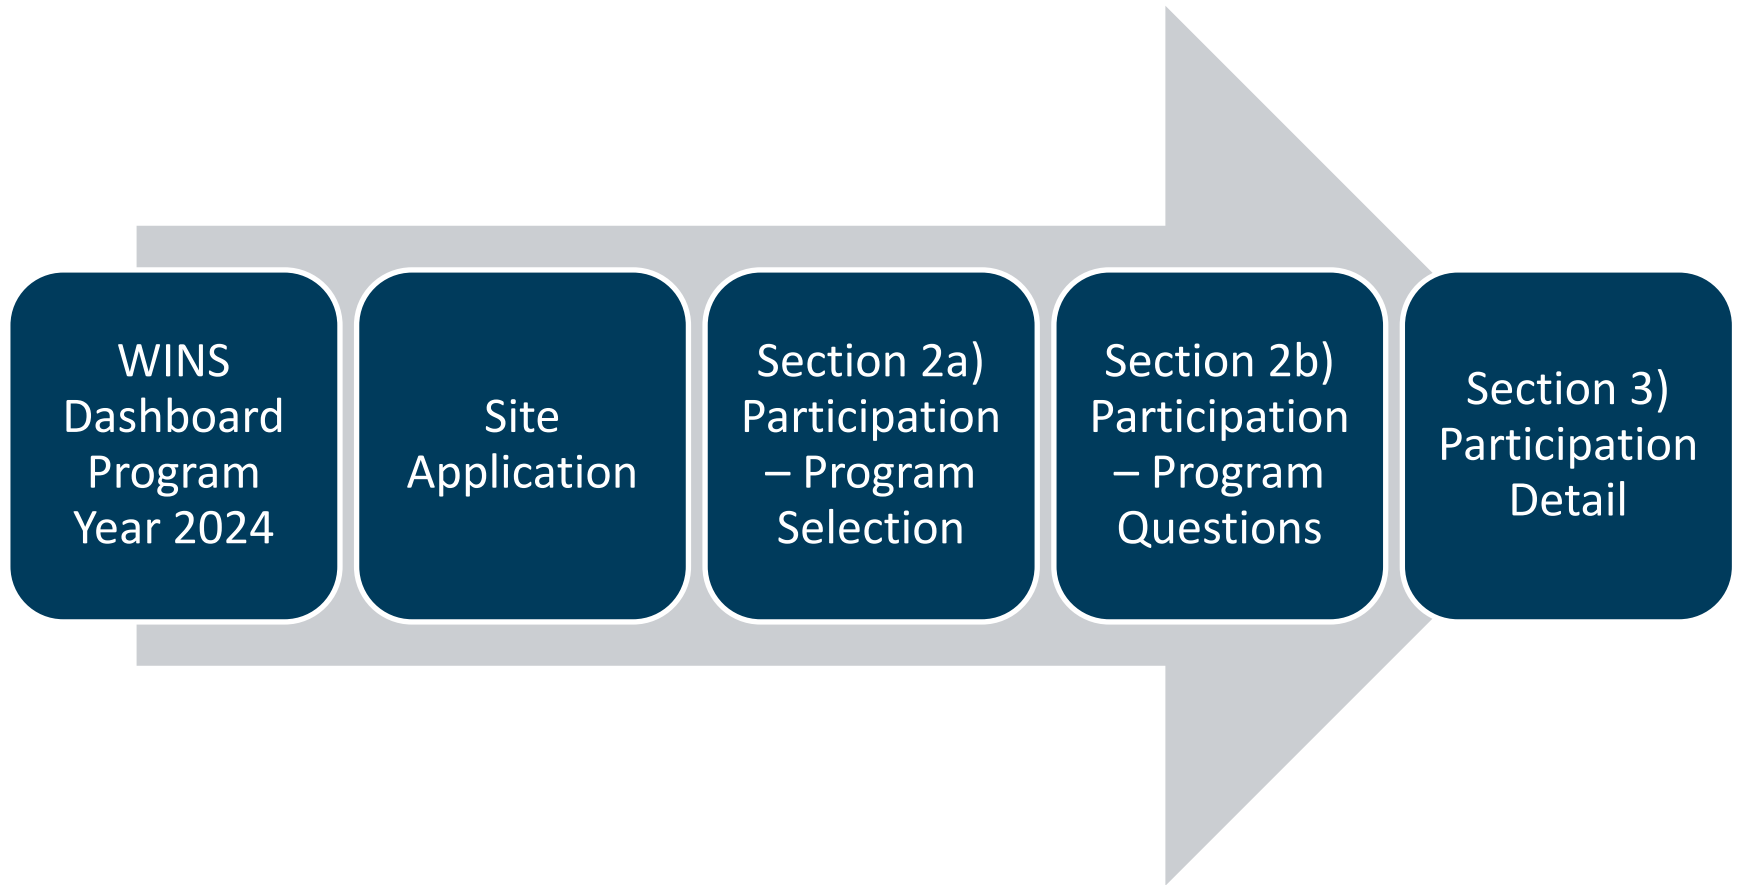 WINS
Dashboard
Program
Year 2024
Site
Application
Section 2a)
Participation
– Program
Selection
Section 2b)
Participation
– Program
Questions
Section 3)
Participation
Detail